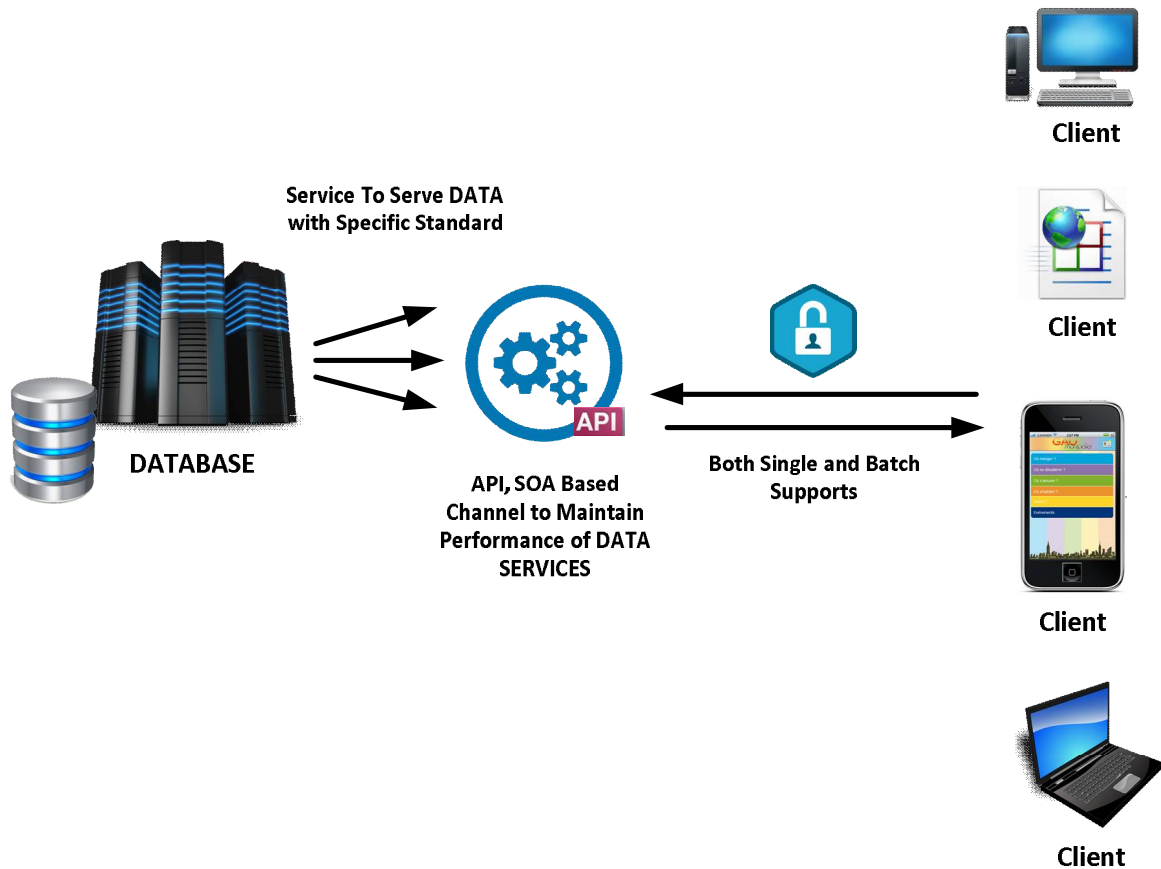 Client
Service To Serve DATA
with Specific Standard
Client
API
DATABASE
Both Single and Batch
Supports
API, SOA Based
Channel to Maintain
Performance of DATA
SERVICES
Client
Client